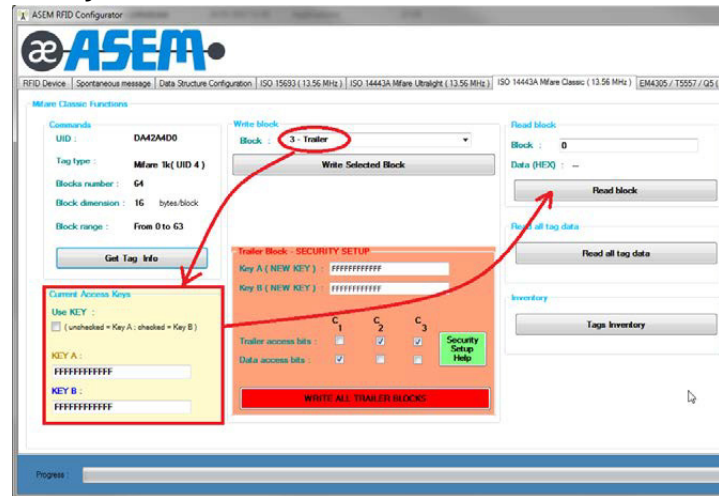 ASEM RFID Configurator
æ ASEM
RFID Device
Spontaneous message
Data Structure Configuration
ISO 15693 ( 13.56 MHz )
ISO 14443A Mifare Ultralight ( 13.56 MHz )
ISO 14443A Mifare Classic ( 13.56 MHz )
EM4305 / T5557 / Q5 (
Mifare Classic Functions
Commands
UID : DA42A4D0
Tag type : Mifare 1k( UID 4 )
Blocks number : 64
Block dimension : 16 bytes/block
Block range : From 0 to 63
Get Tag Info
Current Access Keys
Use KEY :
( unchecked = Key A ; checked = Key B )
KEY A :
FFFFFFFFFFFF
KEY B :
FFFFFFFFFFFF
Write block
Block : 3 - Trailer
Write Selected Block
Trailer Block - SECURITY SETUP
Key A ( NEW KEY ) : FFFFFFFFFFFF
Key B ( NEW KEY ) : FFFFFFFFFFFF
C1 C2 C3
Trailer access bits :
Data access bits :
Security
Setup
Help
WRITE ALL TRAILER BLOCKS
Read block
Block : 0
Data (HEX) : --
Read block
Read all tag data
Read all tag data
Inventory
Tags Inventory
Progress :